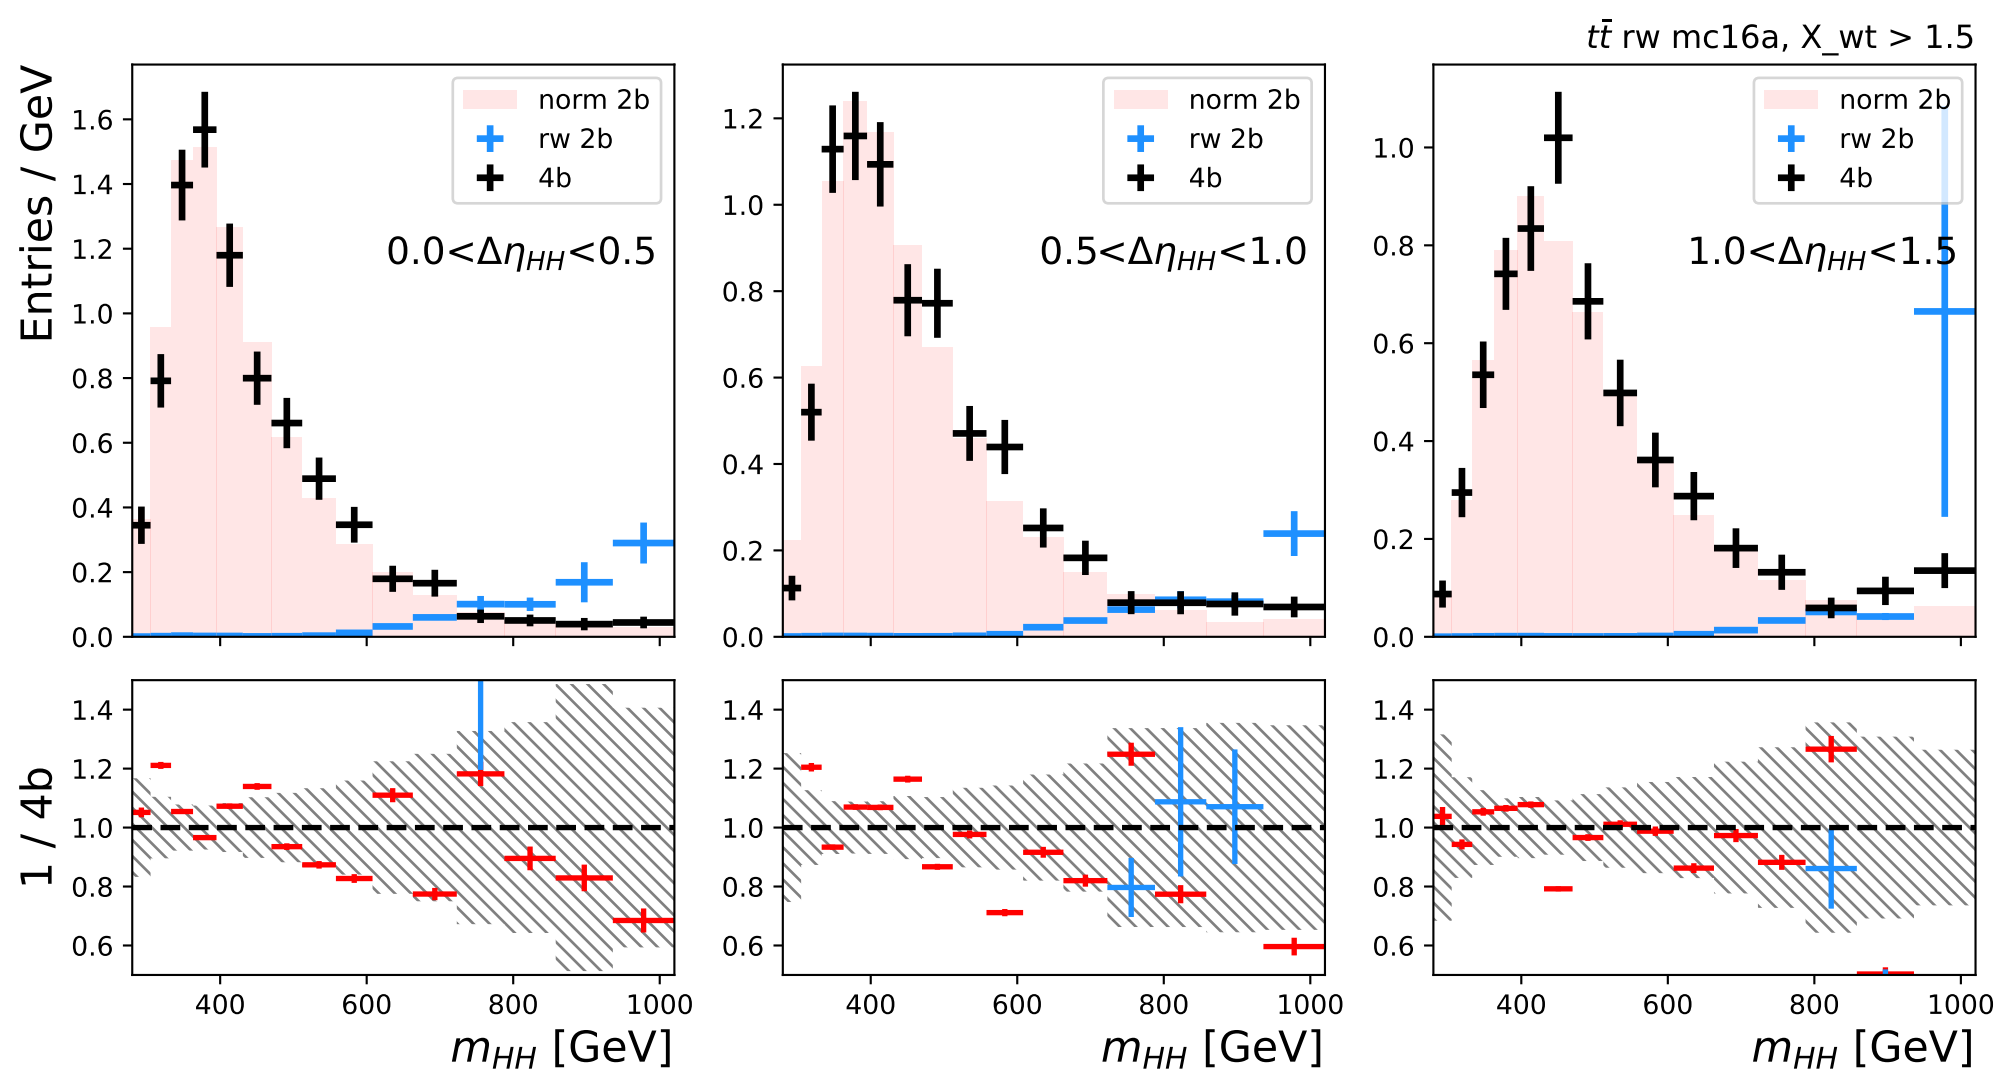 tt̄ rw mc16a, X_wt > 1.5
Entries / GeV
1.6
1.4
1.2
1.0
0.8
0.6
0.4
0.2
0.0
norm 2b
rw 2b
4b
0.0<Δη_HH<0.5
1.2
1.0
0.8
0.6
0.4
0.2
0.0
norm 2b
rw 2b
4b
0.5<Δη_HH<1.0
1.0
0.8
0.6
0.4
0.2
0.0
norm 2b
rw 2b
4b
1.0<Δη_HH<1.5
1 / 4b
1.4
1.2
1.0
0.8
0.6
400 600 800 1000
m_HH [GeV]
1.4
1.2
1.0
0.8
0.6
400 600 800 1000
m_HH [GeV]
1.4
1.2
1.0
0.8
0.6
400 600 800 1000
m_HH [GeV]